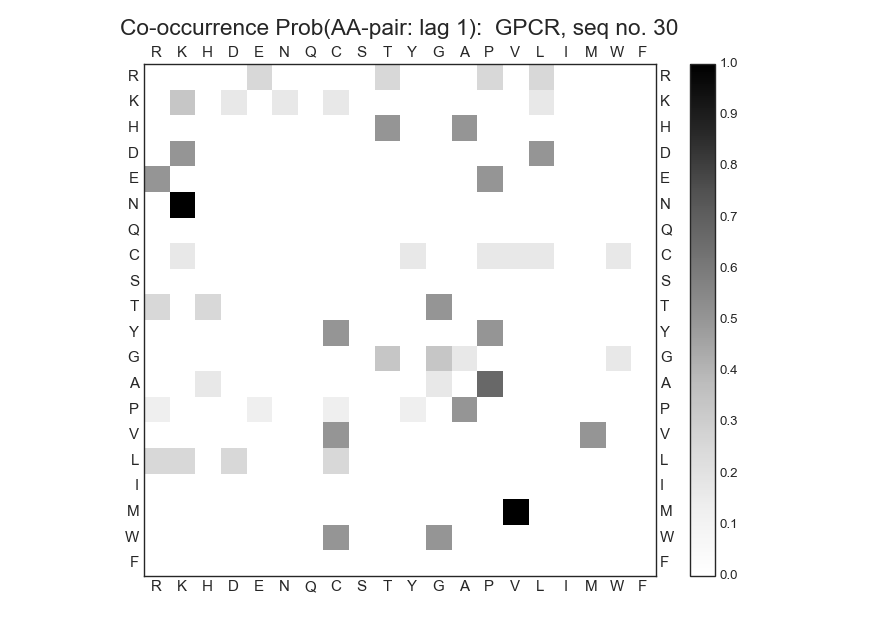 Co-occurrence Prob(AA-pair: lag 1):  GPCR, seq no. 30
R K H D E N Q C S T Y G A P V L I M W F
1.0
R R
0.9
K K
H H
0.8
D D
E E
0.7
N N
Q Q
0.6
C C
S S
0.5
T T
Y Y
0.4
G G
A A
0.3
P P
V V
0.2
L L
I I
0.1
M M
W W
F F
0.0
R K H D E N Q C S T Y G A P V L I M W F